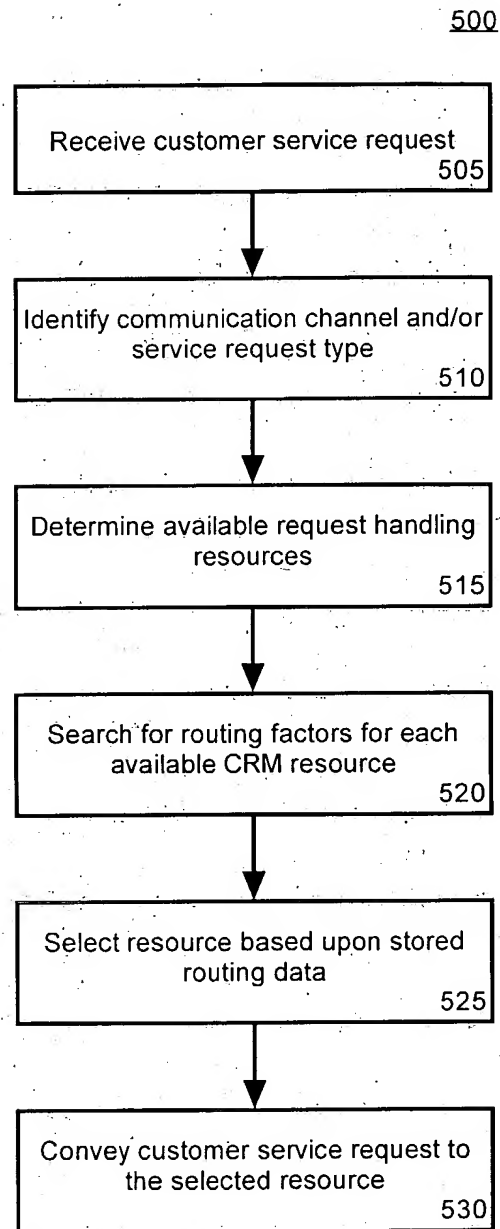 500
Receive customer service request
505
Identify communication channel and/or
service request type
510
Determine available request handling
resources
515
Search for routing factors for each
available CRM resource
520
Select resource based upon stored
routing data
525
Convey customer service request to
the selected resource
530